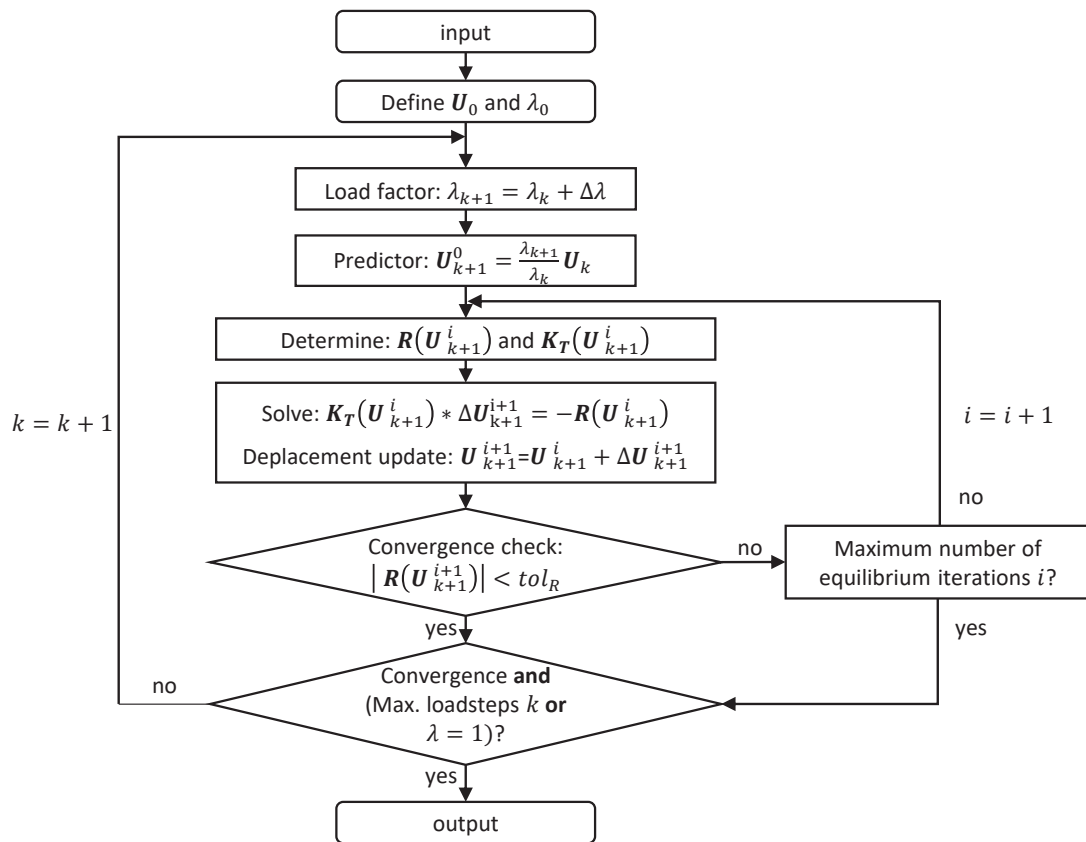 input
Define 𝑼₀ and 𝜆₀
Load factor: 𝜆ₖ₊₁ = 𝜆ₖ + Δ𝜆
Predictor: 𝑼⁰ₖ₊₁ = (𝜆ₖ₊₁/𝜆ₖ) 𝑼ₖ
Determine: 𝑹(𝑼ⁱₖ₊₁) and 𝑲_𝑻(𝑼ⁱₖ₊₁)
Solve: 𝑲_𝑻(𝑼ⁱₖ₊₁) ∗ Δ𝑼ⁱ⁺¹ₖ₊₁ = −𝑹(𝑼ⁱₖ₊₁)
Deplacement update: 𝑼ⁱ⁺¹ₖ₊₁=𝑼ⁱₖ₊₁ + Δ𝑼ⁱ⁺¹ₖ₊₁
𝑘 = 𝑘 + 1
𝑖 = 𝑖 + 1
no
Convergence check:
| 𝑹(𝑼ⁱ⁺¹ₖ₊₁)| < 𝑡𝑜𝑙_𝑅
no
Maximum number of
equilibrium iterations 𝑖?
yes
yes
no
Convergence and
(Max. loadsteps 𝑘 or
𝜆 = 1)?
yes
output